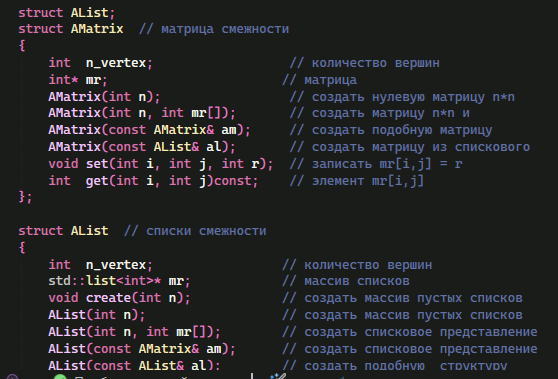 struct AList;
struct AMatrix // матрица смежности
{
int n_vertex; // количество вершин
int* mr; // матрица
AMatrix(int n); // создать нулевую матрицу n*n
AMatrix(int n, int mr[]); // создать матрицу n*n и
AMatrix(const AMatrix& am); // создать подобную матрицу
AMatrix(const AList& al); // создать матрицу из спискового
void set(int i, int j, int r); // записать mr[i,j] = r
int get(int i, int j)const; // элемент mr[i,j]
};
struct AList // списки смежности
{
int n_vertex; // количество вершин
std::list<int>* mr; // массив списков
void create(int n); // создать массив пустых списков
AList(int n); // создать массив пустых списков
AList(int n, int mr[]); // создать списковое представление
AList(const AMatrix& am); // создать списковое представление
AList(const AList& al); // создать подобную структуру